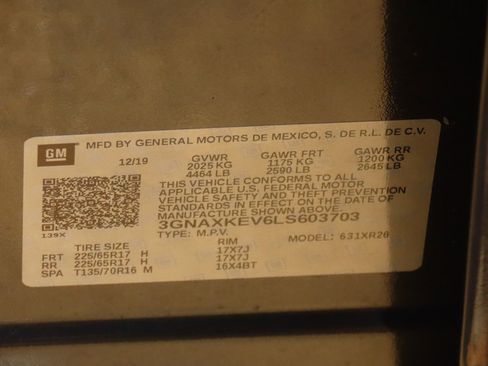 GM MFD BY GENERAL MOTORS DE MEXICO, S. DE R.L. DE C.V.
12/19 GVWR GAWR FRT GAWR RR
2025 KG 1175 KG 1200 KG
4464 LB 2590 LB 2645 LB
THIS VEHICLE CONFORMS TO ALL
APPLICABLE U.S. FEDERAL MOTOR
VEHICLE SAFETY AND THEFT PREVENTION
STANDARDS IN EFFECT ON THE DATE OF
MANUFACTURE SHOWN ABOVE.
3GNAXKEV6LS603703
139X TYPE: M.P.V. MODEL: 631XR26
TIRE SIZE RIM
FRT 225/65R17 H 17X7J
RR 225/65R17 H 17X7J
SPA T135/70R16 M 16X4BT